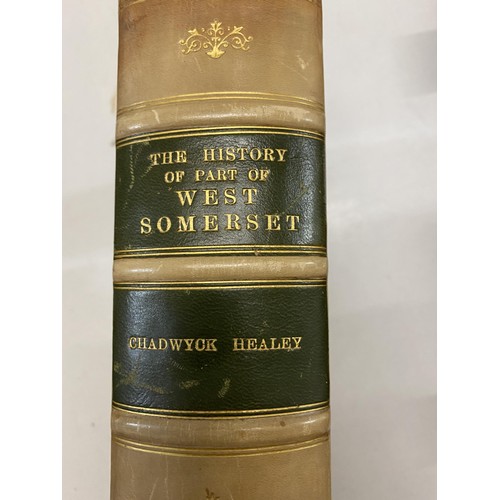 THE HISTORY
OF PART OF
WEST
SOMERSET
CHADWYCK HEALEY